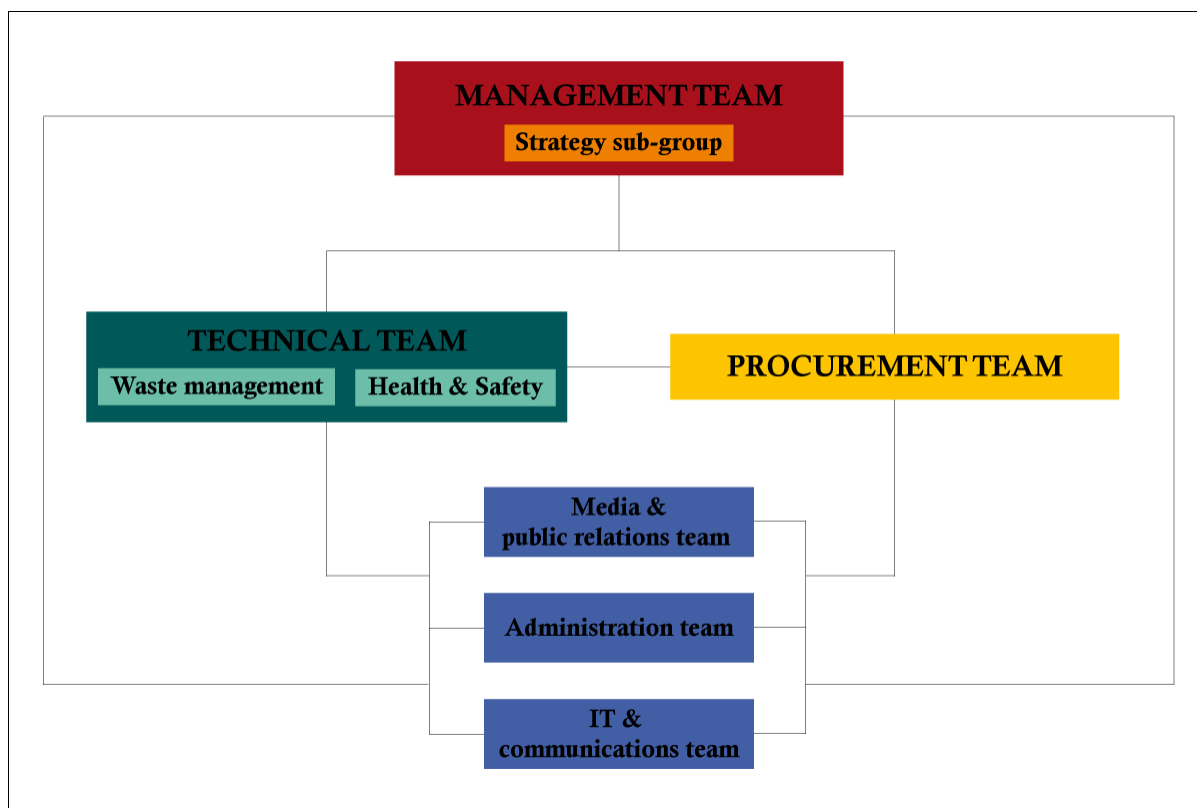 MANAGEMENT TEAM
Strategy sub-group
TECHNICAL TEAM
Waste management
Health & Safety
PROCUREMENT TEAM
Media &
public relations team
Administration team
IT &
communications team